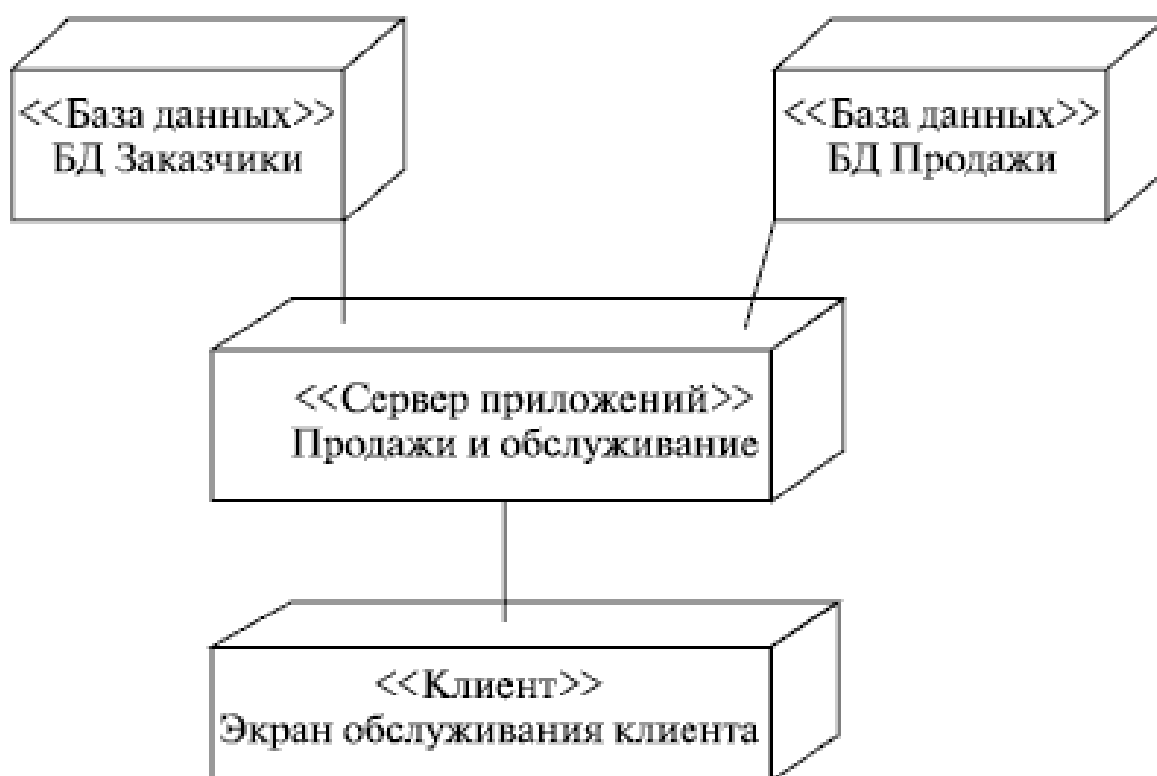 <<База данных>>
БД Заказчики
<<База данных>>
БД Продажи
<<Сервер приложений>>
Продажи и обслуживание
<<Клиент>>
Экран обслуживания клиента